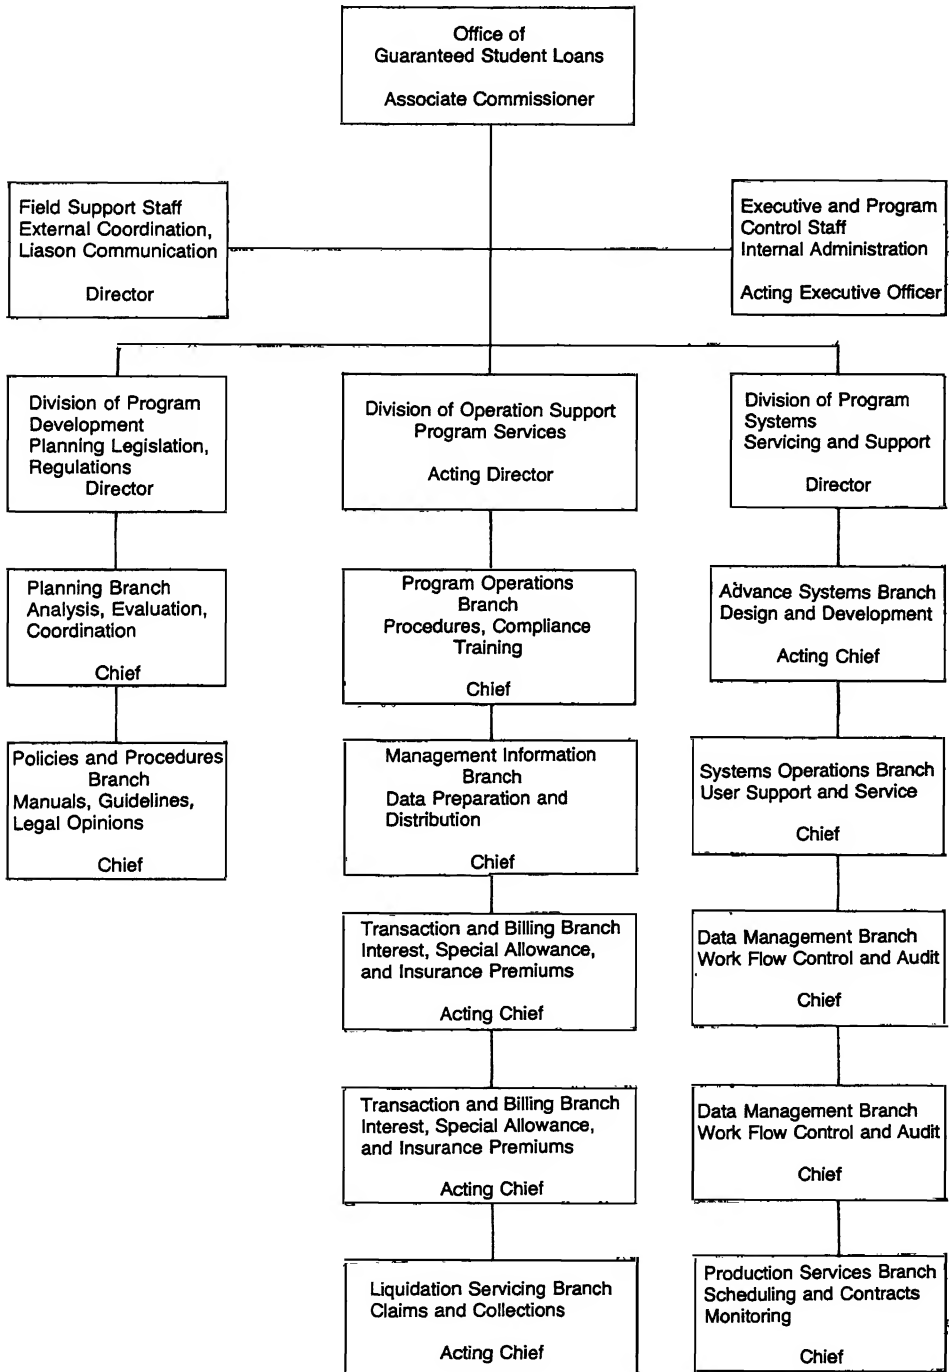 Office of
Guaranteed Student Loans
Associate Commissioner
Field Support Staff
External Coordination,
Liason Communication
Director
Executive and Program
Control Staff
Internal Administration
Acting Executive Officer
Division of Program
Development
Planning Legislation,
Regulations
Director
Division of Operation Support
Program Services
Acting Director
Division of Program
Systems
Servicing and Support
Director
Planning Branch
Analysis, Evaluation,
Coordination
Chief
Program Operations
Branch
Procedures, Compliance
Training
Chief
Advance Systems Branch
Design and Development
Acting Chief
Policies and Procedures
Branch
Manuals, Guidelines,
Legal Opinions
Chief
Management Information
Branch
Data Preparation and
Distribution
Chief
Systems Operations Branch
User Support and Service
Chief
Transaction and Billing Branch
Interest, Special Allowance,
and Insurance Premiums
Acting Chief
Data Management Branch
Work Flow Control and Audit
Chief
Transaction and Billing Branch
Interest, Special Allowance,
and Insurance Premiums
Acting Chief
Data Management Branch
Work Flow Control and Audit
Chief
Liquidation Servicing Branch
Claims and Collections
Acting Chief
Production Services Branch
Scheduling and Contracts
Monitoring
Chief